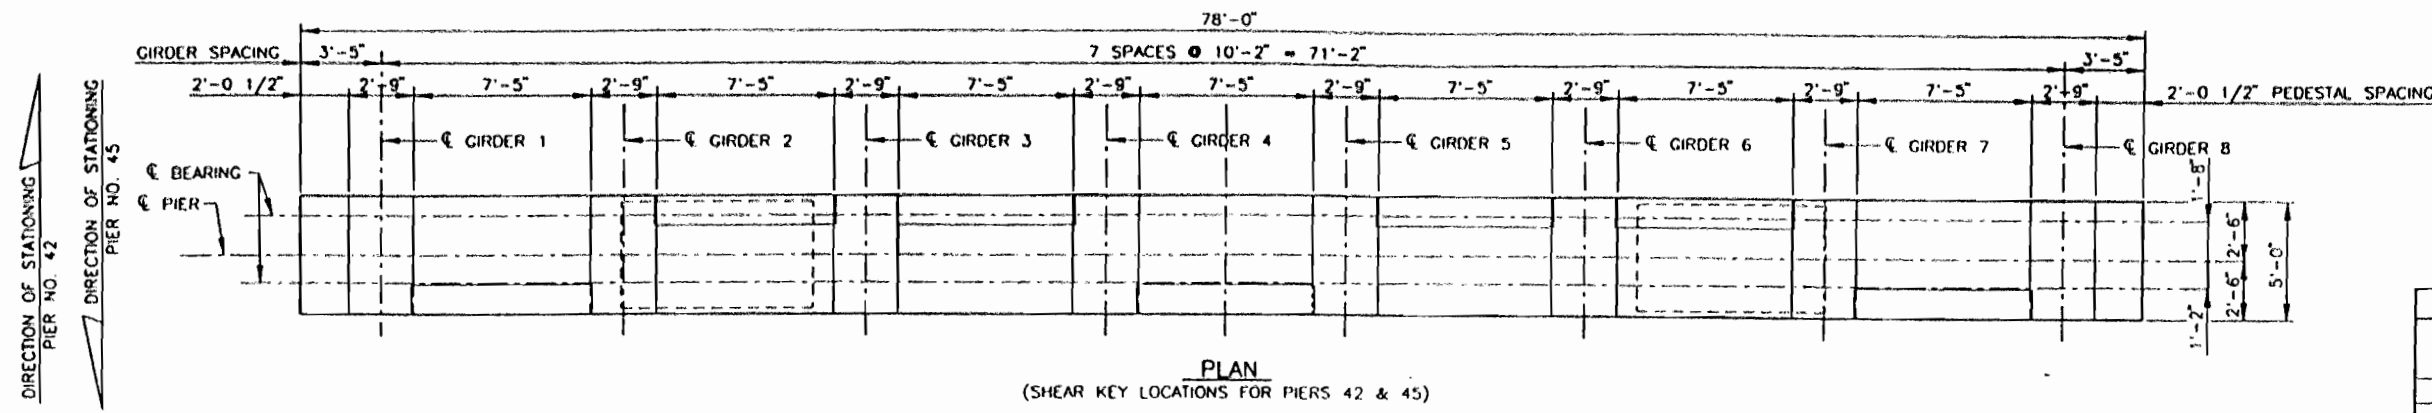 78'-0"
GIRDER SPACING 3'-5" 7 SPACES @ 10'-2" = 71'-2" 3'-5"
2'-0 1/2" 2'-9" 7'-5" 2'-9" 7'-5" 2'-9" 7'-5" 2'-9" 7'-5" 2'-9" 7'-5" 2'-9" 7'-5" 2'-9" 7'-5" 2'-9" 2'-0 1/2" PEDESTAL SPACING
℄ GIRDER 1 ℄ GIRDER 2 ℄ GIRDER 3 ℄ GIRDER 4 ℄ GIRDER 5 ℄ GIRDER 6 ℄ GIRDER 7 ℄ GIRDER 8
℄ BEARING
℄ PIER
DIRECTION OF STATIONING
PIER NO. 42
DIRECTION OF STATIONING
PIER NO. 45
1'-8"
2'-6"
2'-6"
5'-0"
1'-2"
PLAN
(SHEAR KEY LOCATIONS FOR PIERS 42 & 45)